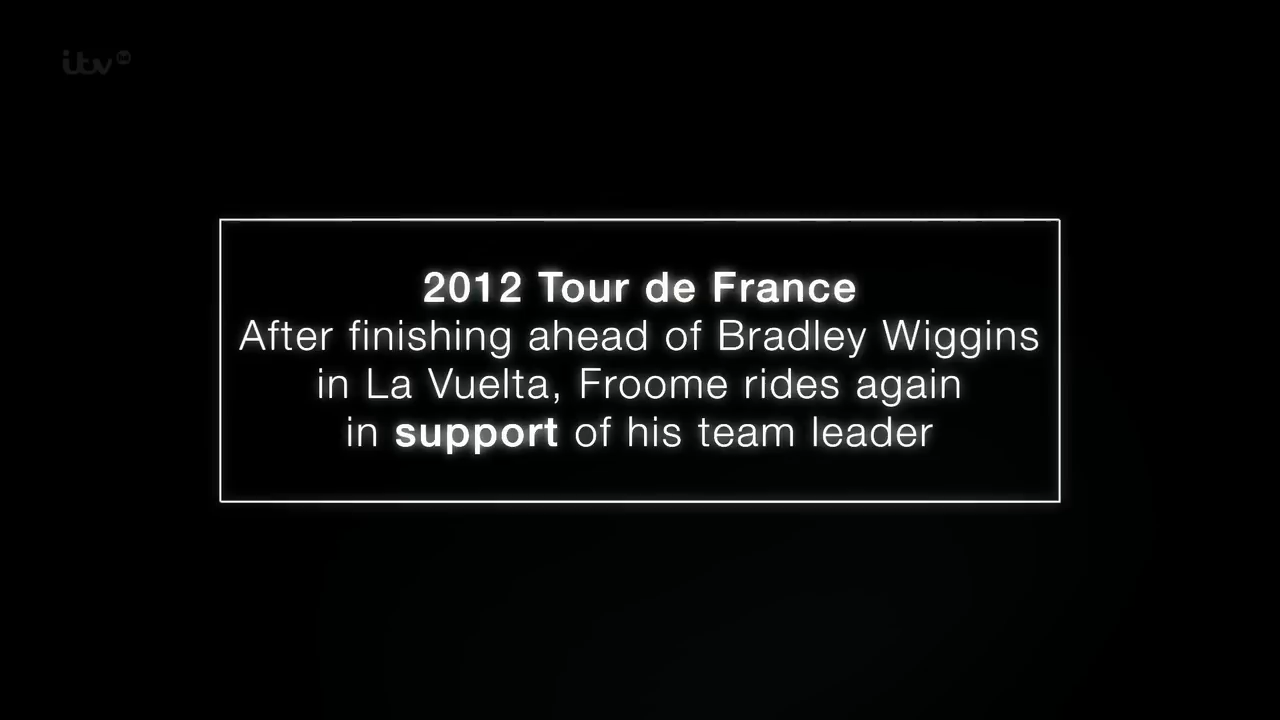 itv
2012 Tour de France
After finishing ahead of Bradley Wiggins
in La Vuelta, Froome rides again
in support of his team leader